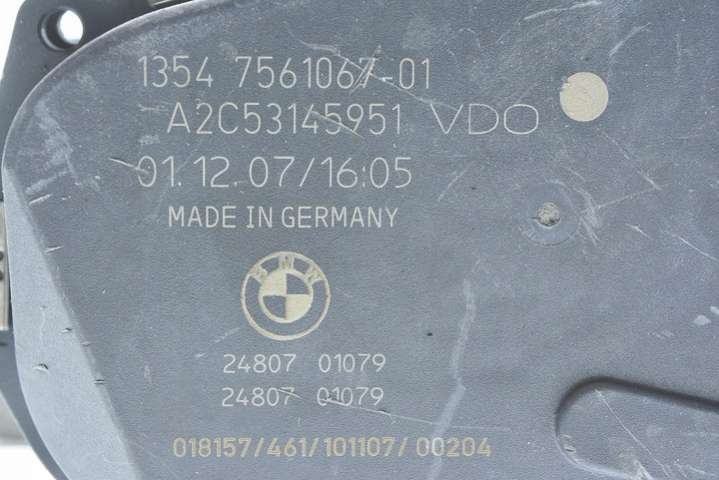 1354 7561067-01
A2C53145951 VDO
01.12.07/16:05
MADE IN GERMANY
BMW
24807 01079
24807 01079
018157/461/101107/00204